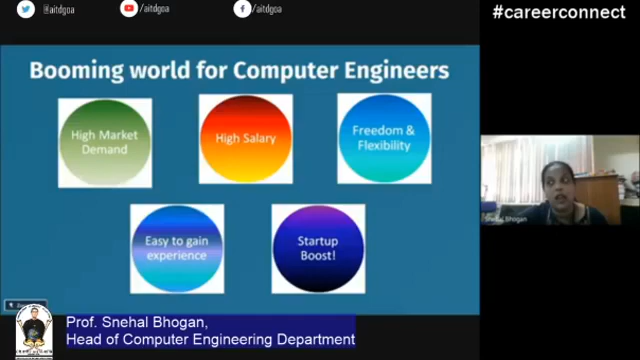 @aitdgoa
/aitdgoa
/aitdgoa
#careerconnect
Booming world for Computer Engineers
High Market
Demand
High Salary
Freedom &
Flexibility
Easy to gain
experience
Startup
Boost!
Snehal Bhogan
Prof. Snehal Bhogan,
Head of Computer Engineering Department